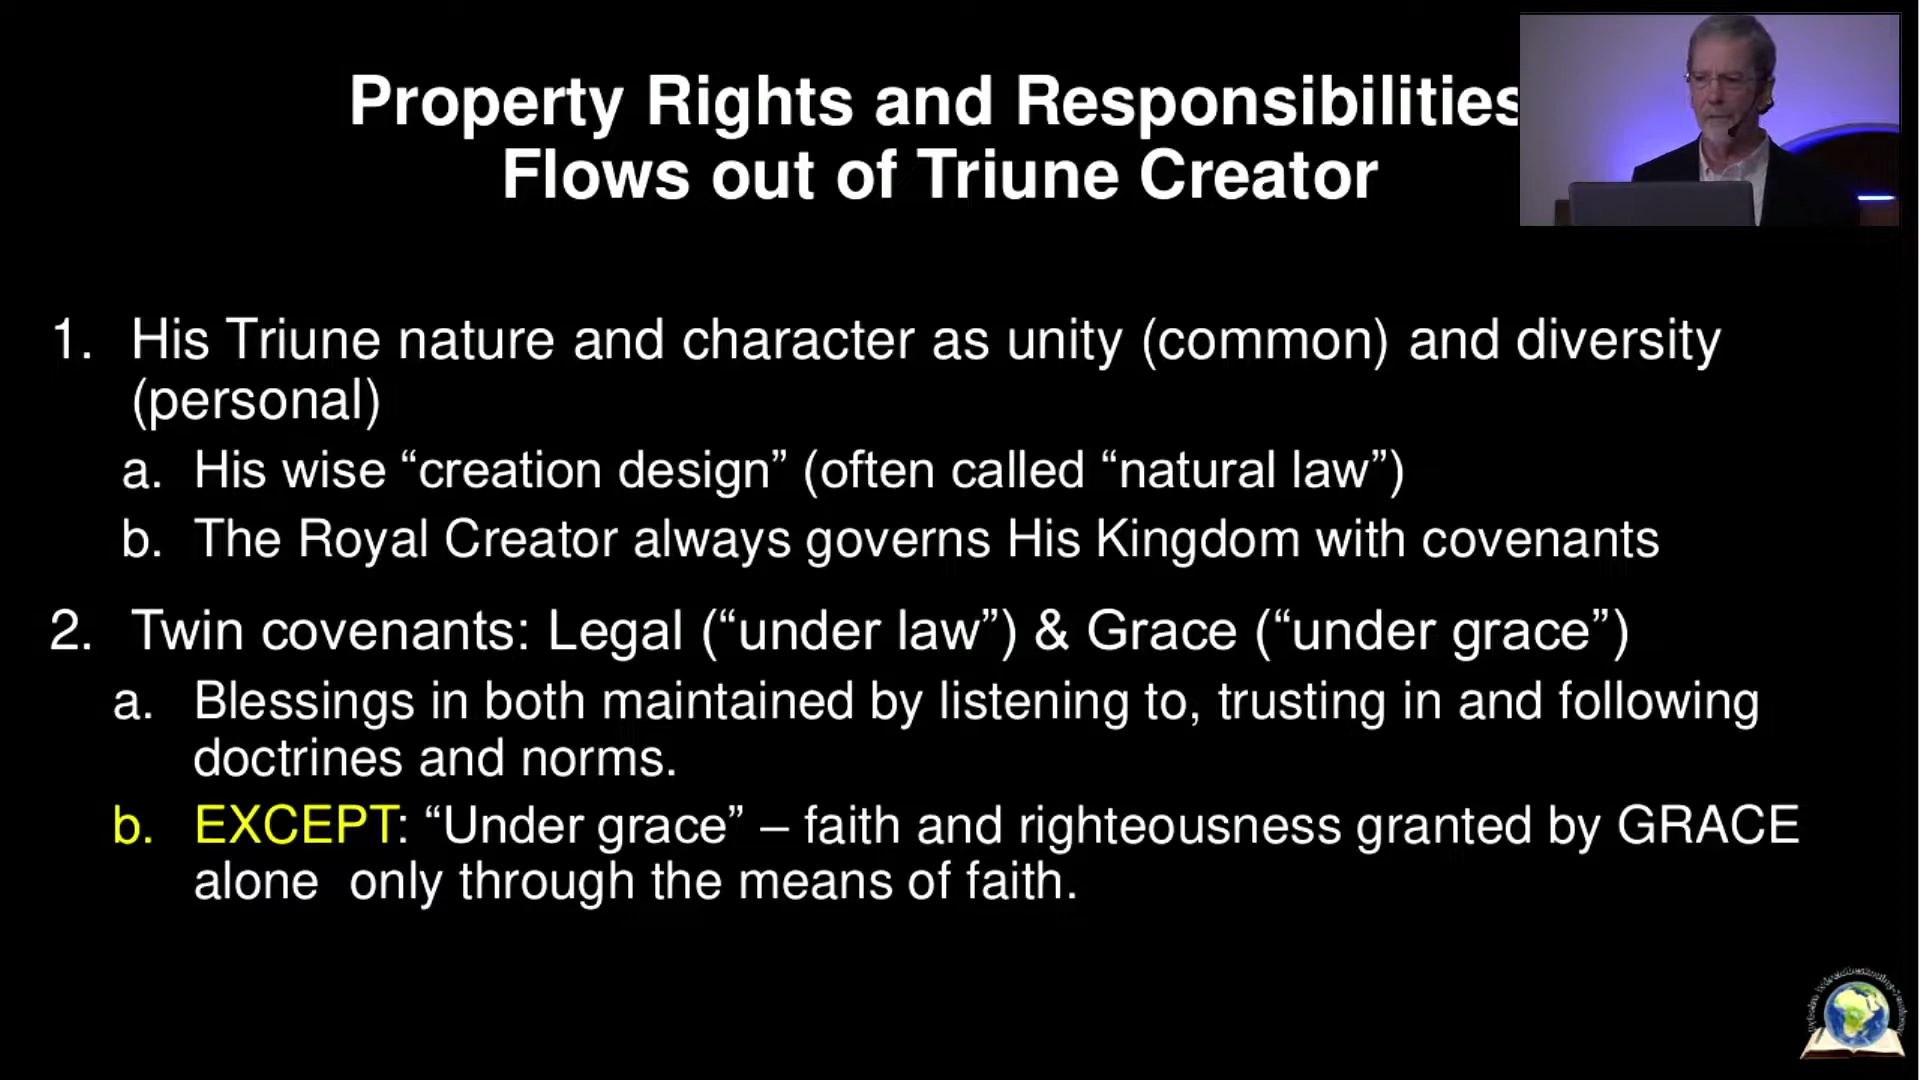 Property Rights and Responsibilities
Flows out of Triune Creator
1. His Triune nature and character as unity (common) and diversity
(personal)
a. His wise “creation design” (often called “natural law”)
b. The Royal Creator always governs His Kingdom with covenants
2. Twin covenants: Legal (“under law”) & Grace (“under grace”)
a. Blessings in both maintained by listening to, trusting in and following
doctrines and norms.
b. EXCEPT: “Under grace” – faith and righteousness granted by GRACE
alone  only through the means of faith.